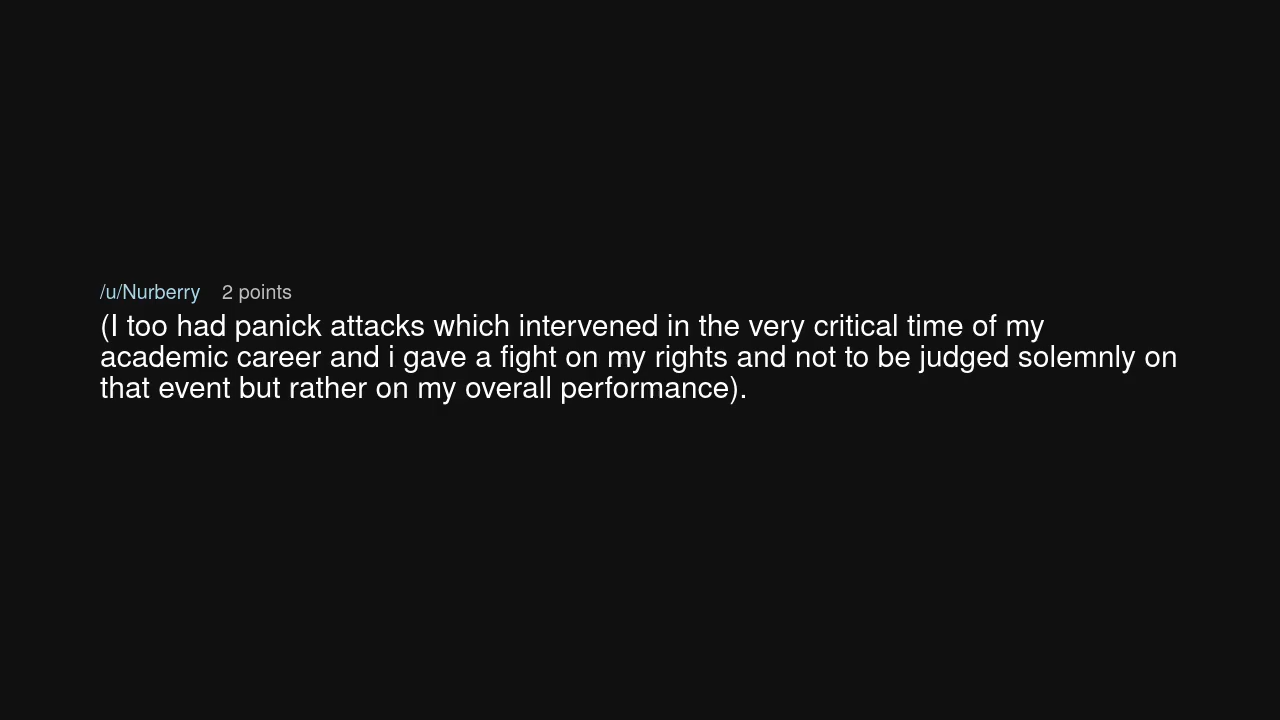 /u/Nurberry 2 points
(I too had panick attacks which intervened in the very critical time of my
academic career and i gave a fight on my rights and not to be judged solemnly on
that event but rather on my overall performance).